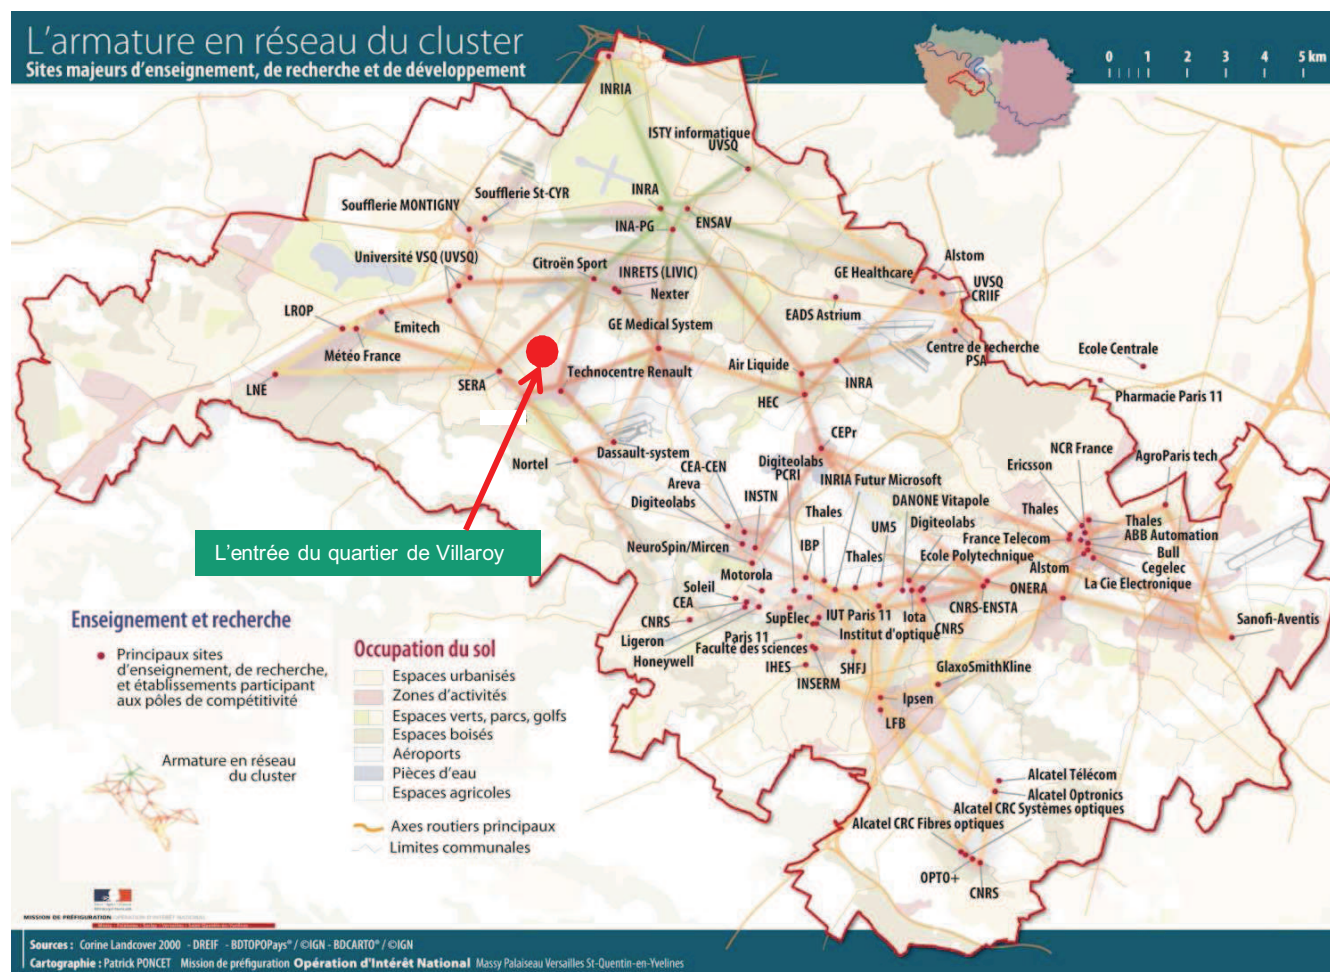 L'armature en réseau du cluster
Sites majeurs d'enseignement, de recherche et de développement
0 1 2 3 4 5 km
INRIA
ISTY informatique
UVSQ
INRA
Soufflerie St-CYR
Soufflerie MONTIGNY
INA-PG
ENSAV
Université VSQ (UVSQ)
Citroën Sport
INRETS (LIVIC)
Nexter
Alstom
GE Healthcare
UVSQ
CRIIF
EADS Astrium
LROP
Emitech
Météo France
GE Medical System
Centre de recherche
PSA
Ecole Centrale
LNE
SERA
Technocentre Renault
Air Liquide
INRA
HEC
Pharmacie Paris 11
CEPr
NCR France
Nortel
Dassault-system
CEA-CEN
Areva
Digiteolabs
INSTN
Digiteolabs
PCRI
INRIA Futur Microsoft
Ericsson
AgroParis tech
DANONE Vitapole
Thales
UM5
Digiteolabs
Thales
Thales
France Telecom
ABB Automation
NeuroSpin/Mircen
IBP
Thales
Ecole Polytechnique
Bull
Cegelec
Alstom
La Cie Electronique
L'entrée du quartier de Villaroy
Motorola
Soleil
CEA
ONERA
CNRS-ENSTA
CNRS
SupElec
IUT Paris 11
Iota
CNRS
Sanofi-Aventis
Ligeron
Paris 11
Institut d'optique
Honeywell
Faculte des sciences
IHES
SHFJ
GlaxoSmithKline
INSERM
Ipsen
LFB
Alcatel Télécom
Alcatel Optronics
Alcatel CRC Systèmes optiques
Alcatel CRC Fibres optiques
OPTO+
CNRS
Enseignement et recherche
Principaux sites
d'enseignement, de recherche,
et établissements participant
aux pôles de compétitivité
Armature en réseau
du cluster
Occupation du sol
Espaces urbanisés
Zones d'activités
Espaces verts, parcs, golfs
Espaces boisés
Aéroports
Pièces d'eau
Espaces agricoles
Axes routiers principaux
Limites communales
MISSION DE PRÉFIGURATION OPÉRATION D'INTÉRÊT NATIONAL
Sources : Corine Landcover 2000 - DREIF - BDTOPOPays® / ©IGN - BDCARTO® / ©IGN
Cartographie : Patrick PONCET Mission de préfiguration Opération d'Intérêt National Massy Palaiseau Versailles St-Quentin-en-Yvelines